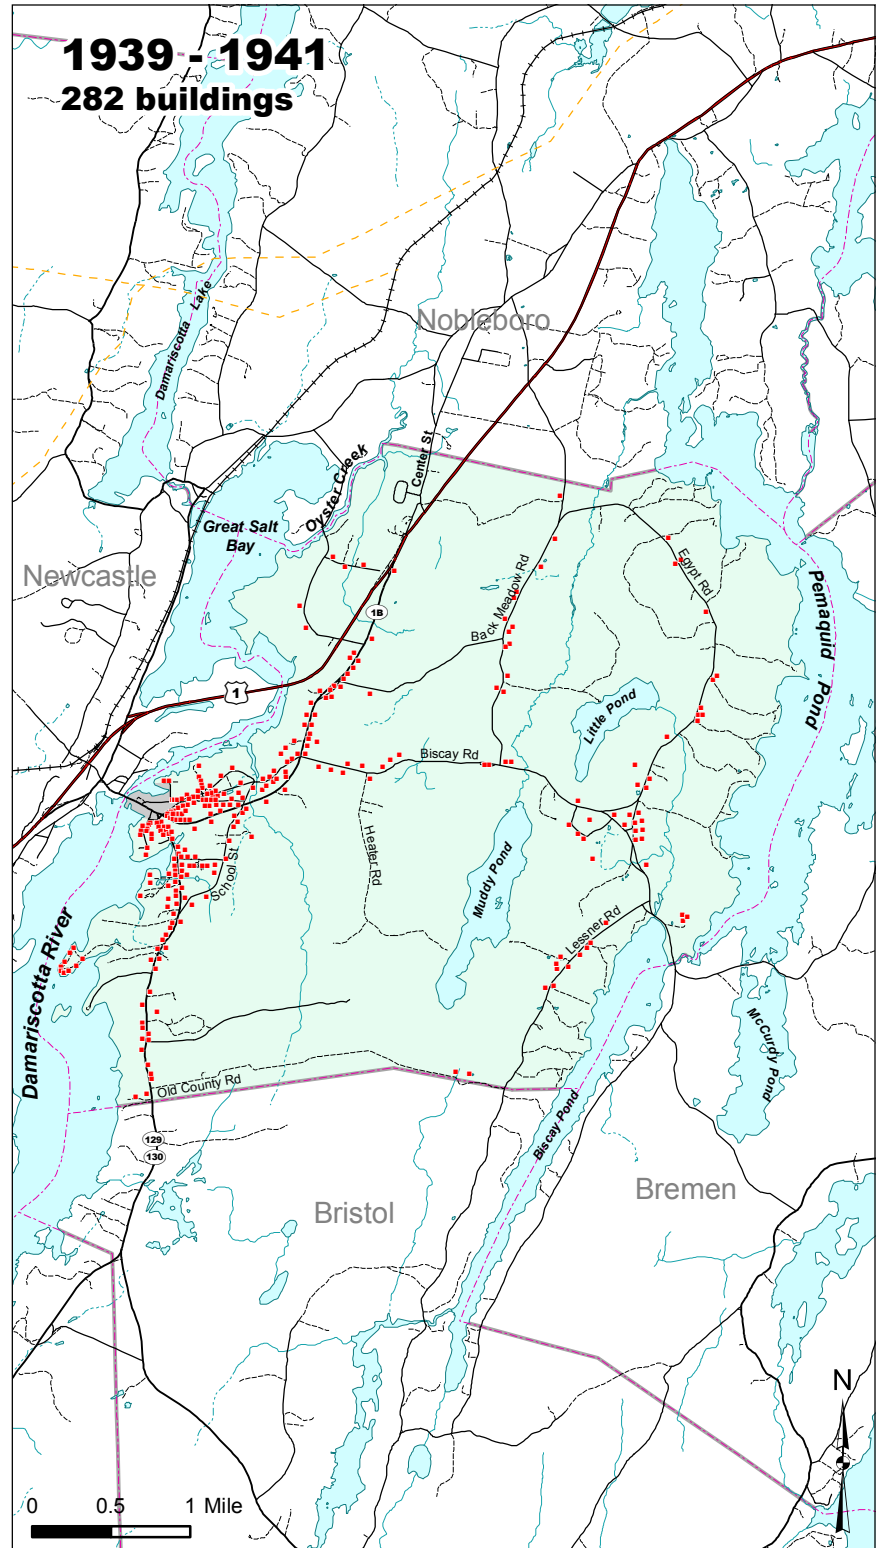 1939 - 1941
282 buildings
Damariscotta Lake
Nobleboro
Center St
Oyster Creek
Great Salt
Bay
Newcastle
1B
Back Meadow Rd
Egypt Rd
Pemaquid Pond
1
Little Pond
Biscay Rd
Heater Rd
School St
Muddy Pond
Lessner Rd
Damariscotta River
McCurdy Pond
Old County Rd
Biscay Pond
129
130
Bremen
Bristol
N
0 0.5 1 Mile